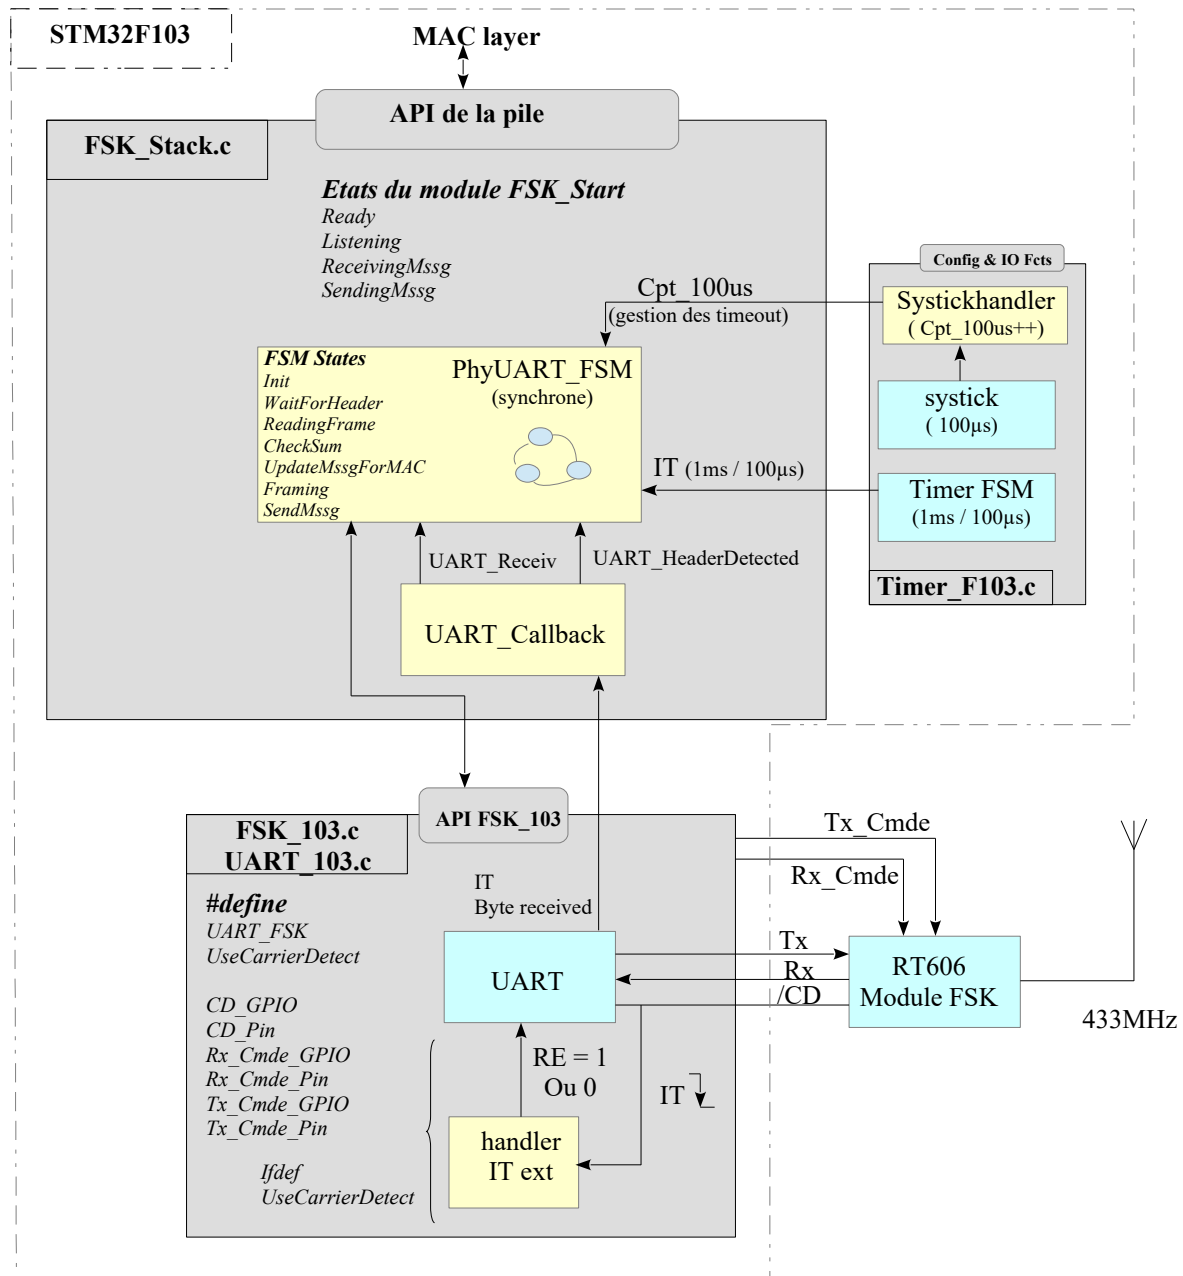 STM32F103
MAC layer
API de la pile
FSK_Stack.c
Etats du module FSK_Start
Ready
Listening
ReceivingMssg
SendingMssg
Config & IO Fcts
Cpt_100us
(gestion des timeout)
Systickhandler
( Cpt_100us++)
FSM States
Init
WaitForHeader
ReadingFrame
CheckSum
UpdateMssgForMAC
Framing
SendMssg
PhyUART_FSM
(synchrone)
systick
( 100µs)
IT (1ms / 100µs)
Timer FSM
(1ms / 100µs)
UART_Receiv
UART_HeaderDetected
Timer_F103.c
UART_Callback
API FSK_103
FSK_103.c
UART_103.c
Tx_Cmde
Rx_Cmde
IT
Byte received
#define
UART_FSK
UseCarrierDetect
CD_GPIO
CD_Pin
Rx_Cmde_GPIO
Rx_Cmde_Pin
Tx_Cmde_GPIO
Tx_Cmde_Pin
Ifdef
UseCarrierDetect
UART
Tx
Rx
/CD
RT606
Module FSK
433MHz
RE = 1
Ou 0
IT
handler
IT ext